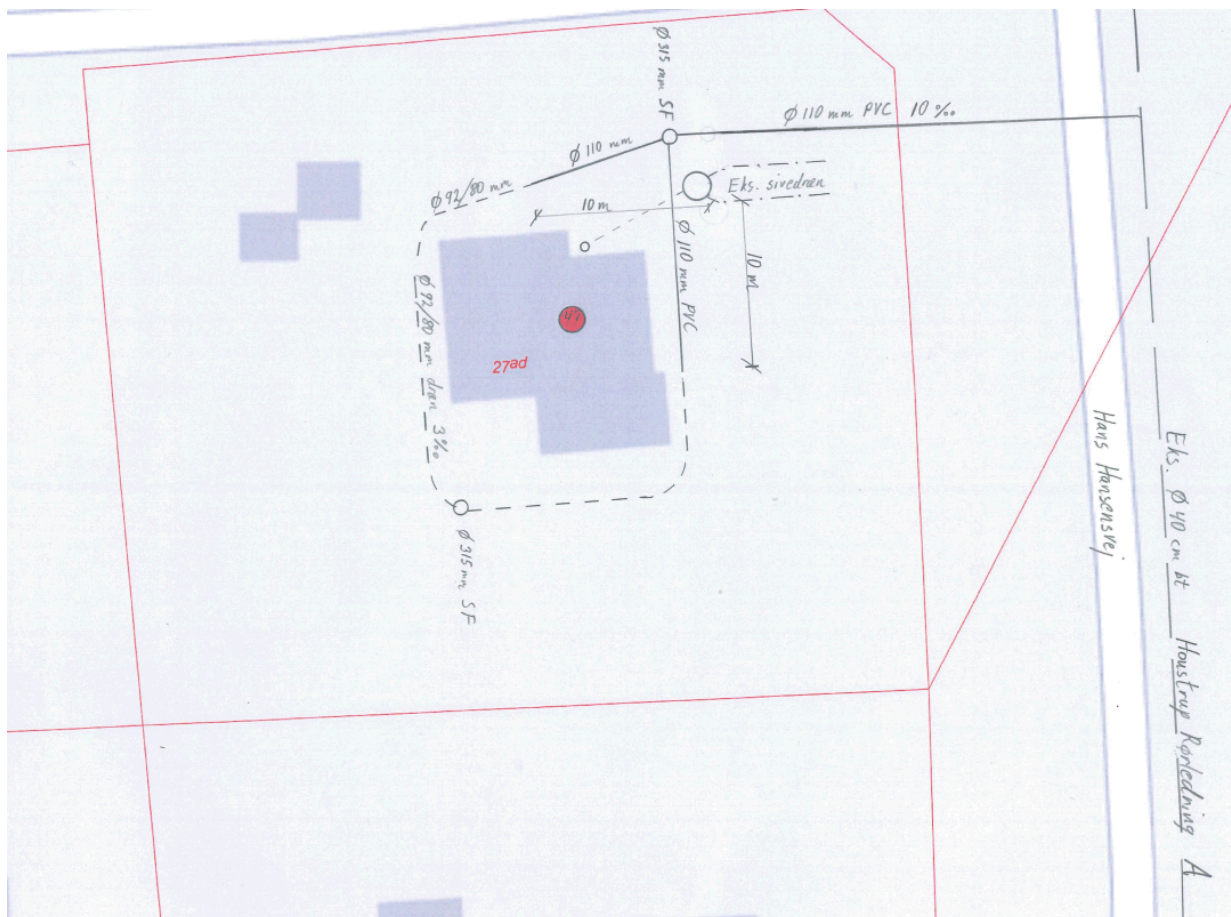 Ø 315 mm SF
Ø 110 mm PVC 10 ‰
Ø 110 mm
Ø 92/80 mm
Eks. sivedræn
10 m
Ø 110 mm PVC
10 m
Ø 92/80 mm dræn 3‰
47
27ad
Ø 315 mm SF
Hans Hansensvej
Eks. Ø 40 cm bt Houstrup Rørledning A